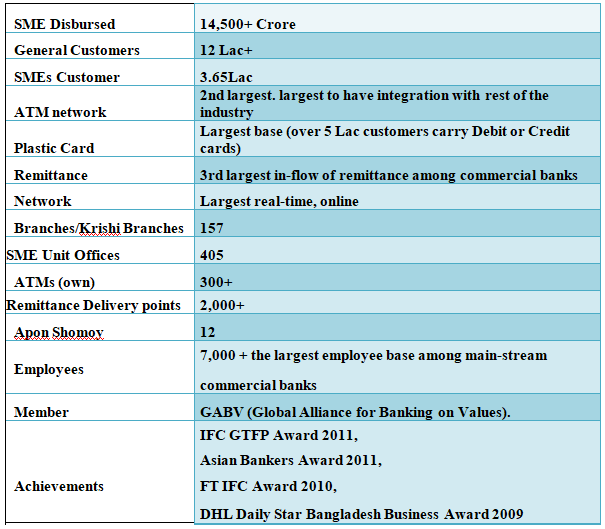 SME Disbursed 14,500+ Crore
General Customers 12 Lac+
SMEs Customer 3.65Lac
ATM network 2nd largest. largest to have integration with rest of the
industry
Plastic Card Largest base (over 5 Lac customers carry Debit or Credit
cards)
Remittance 3rd largest in-flow of remittance among commercial banks
Network Largest real-time, online
Branches/Krishi Branches 157
SME Unit Offices 405
ATMs (own) 300+
Remittance Delivery points 2,000+
Apon Shomoy 12
Employees 7,000 + the largest employee base among main-stream
commercial banks
Member GABV (Global Alliance for Banking on Values).
Achievements IFC GTFP Award 2011,
Asian Bankers Award 2011,
FT IFC Award 2010,
DHL Daily Star Bangladesh Business Award 2009